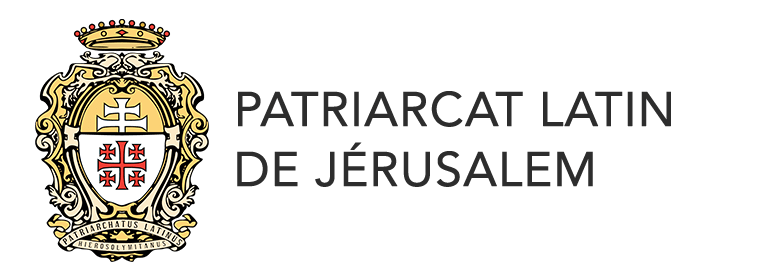 PATRIARCAT LATIN
DE JÉRUSALEM
PATRIARCHATUS LATINUS
HIEROSOLYMITANUS